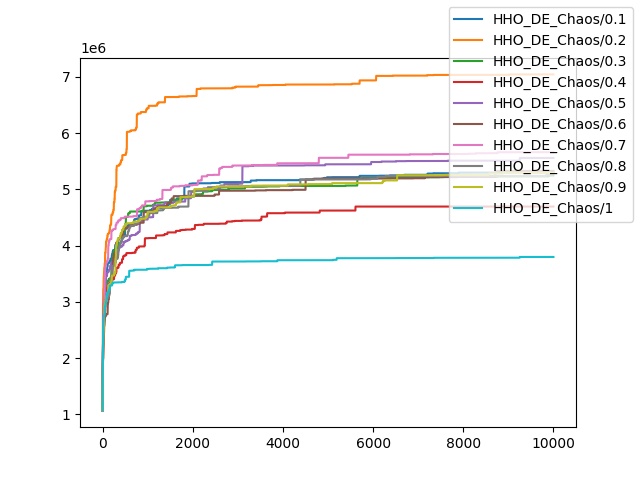 1e6
7
6
5
4
3
2
1
0
2000
4000
6000
8000
10000
HHO_DE_Chaos/0.1
HHO_DE_Chaos/0.2
HHO_DE_Chaos/0.3
HHO_DE_Chaos/0.4
HHO_DE_Chaos/0.5
HHO_DE_Chaos/0.6
HHO_DE_Chaos/0.7
HHO_DE_Chaos/0.8
HHO_DE_Chaos/0.9
HHO_DE_Chaos/1